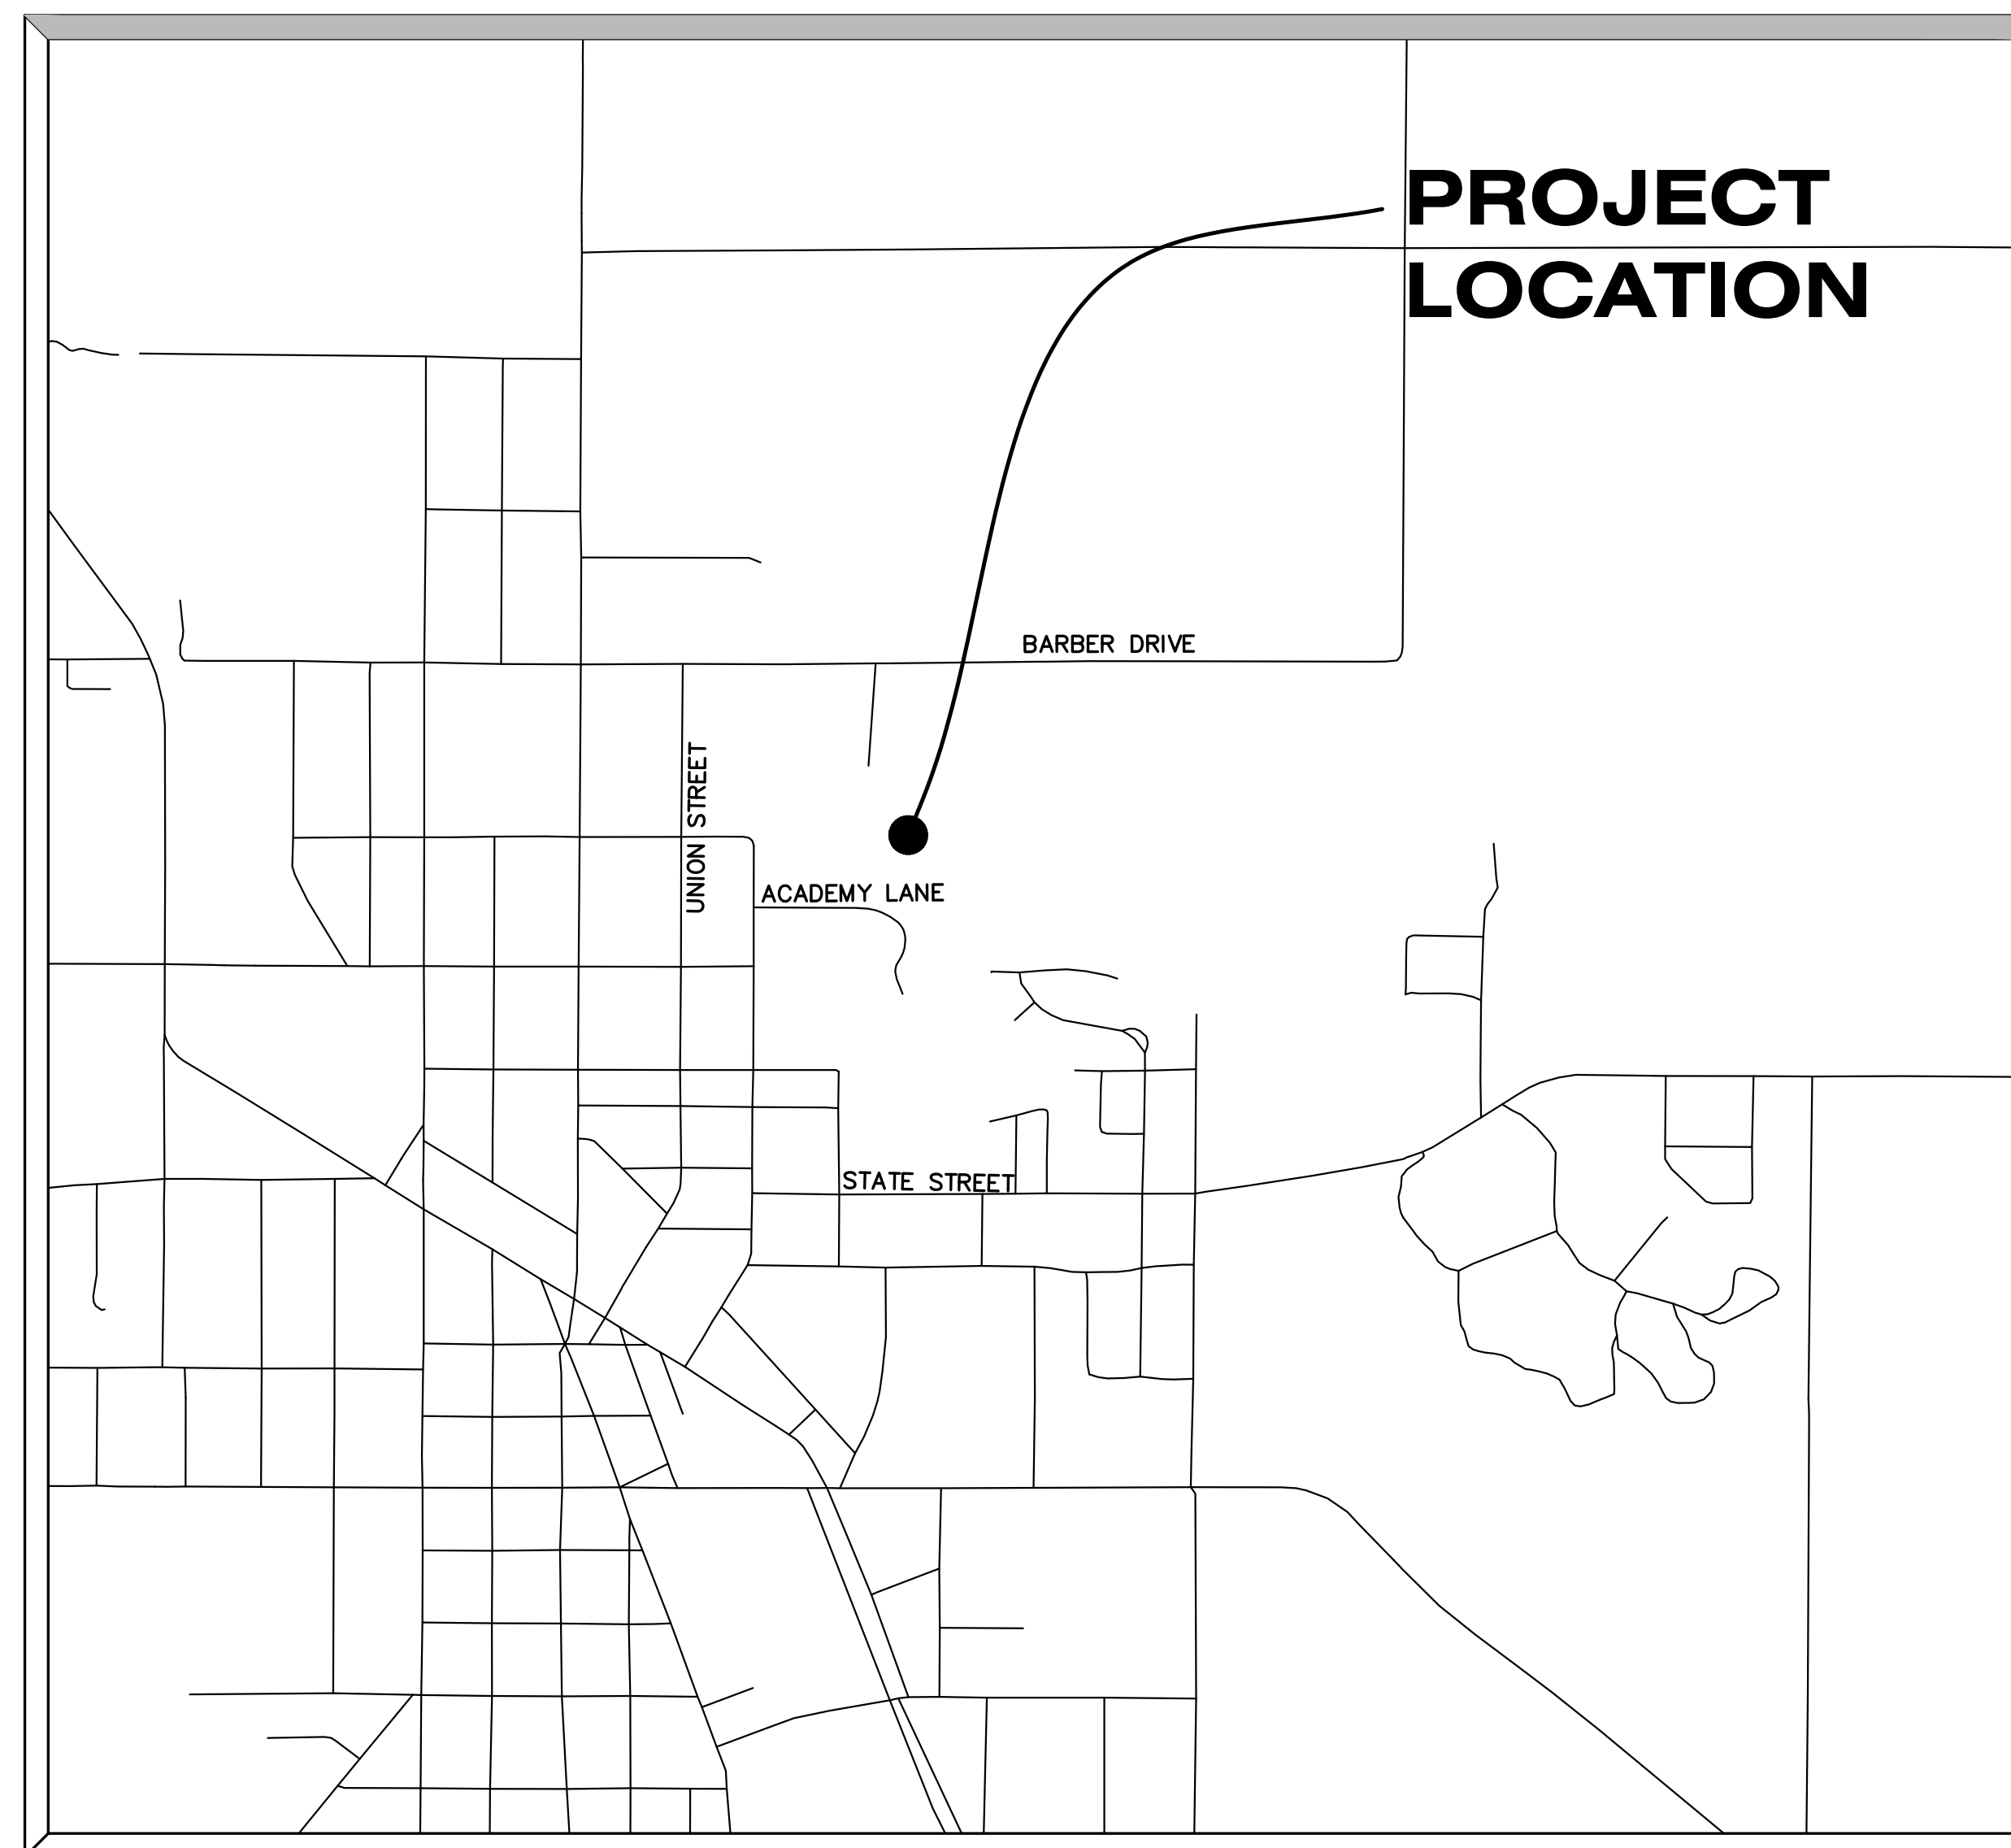 PROJECT
LOCATION
BARBER DRIVE
UNION STREET
ACADEMY LANE
STATE STREET